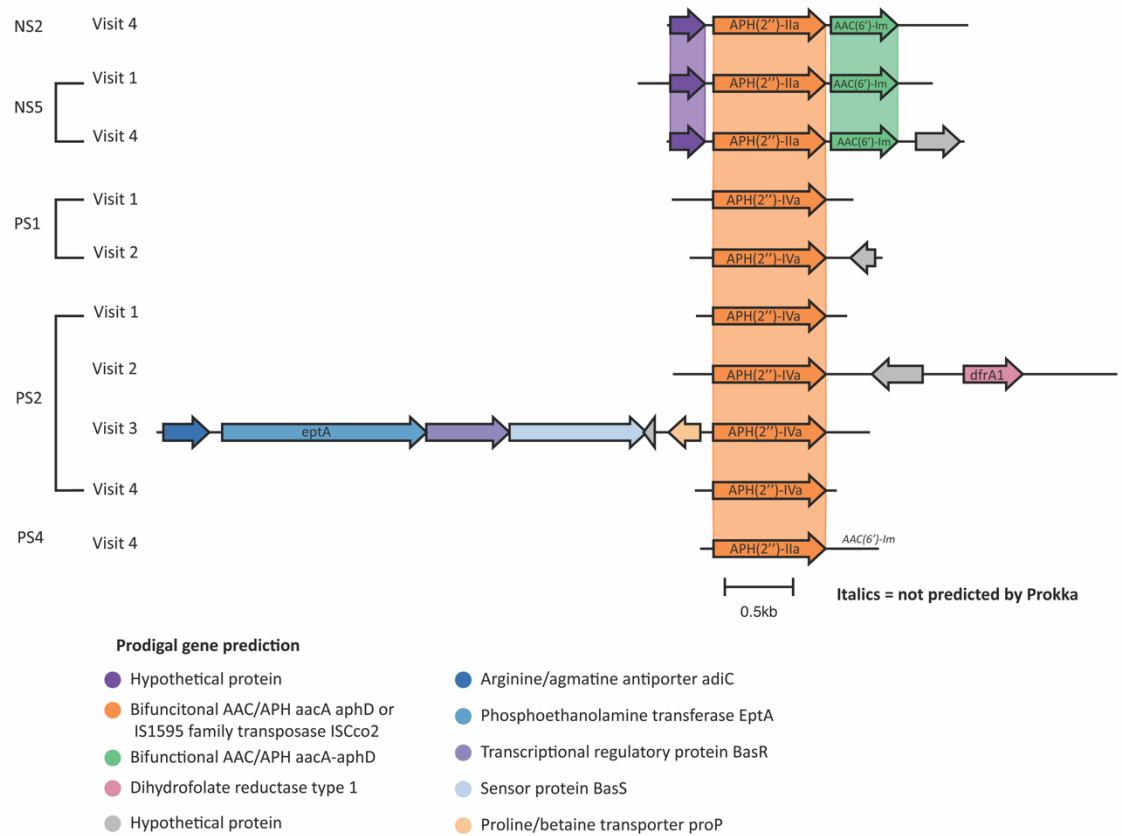 NS2 Visit 4 APH(2'')-IIa AAC(6')-Im
Visit 1 APH(2'')-IIa AAC(6')-Im
NS5
Visit 4 APH(2'')-IIa AAC(6')-Im
Visit 1 APH(2'')-IVa
PS1
Visit 2 APH(2'')-IVa
Visit 1 APH(2'')-IVa
Visit 2 APH(2'')-IVa dfrA1
PS2
Visit 3 eptA APH(2'')-IVa
Visit 4 APH(2'')-IVa
PS4 Visit 4 APH(2'')-IIa AAC(6')-Im
0.5kb
Italics = not predicted by Prokka
Prodigal gene prediction
Hypothetical protein
Bifuncitonal AAC/APH aacA aphD or
IS1595 family transposase ISCco2
Bifunctional AAC/APH aacA-aphD
Dihydrofolate reductase type 1
Hypothetical protein
Arginine/agmatine antiporter adiC
Phosphoethanolamine transferase EptA
Transcriptional regulatory protein BasR
Sensor protein BasS
Proline/betaine transporter proP